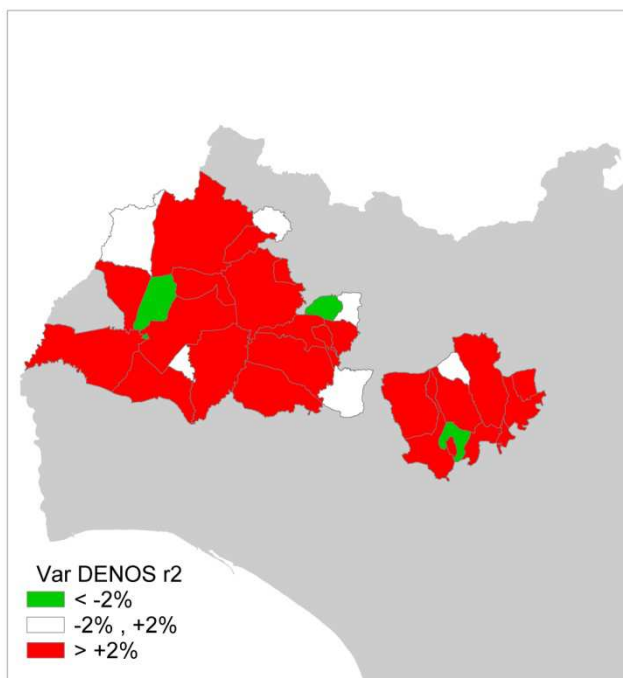 Var DENOS r2
< -2%
-2% , +2%
> +2%